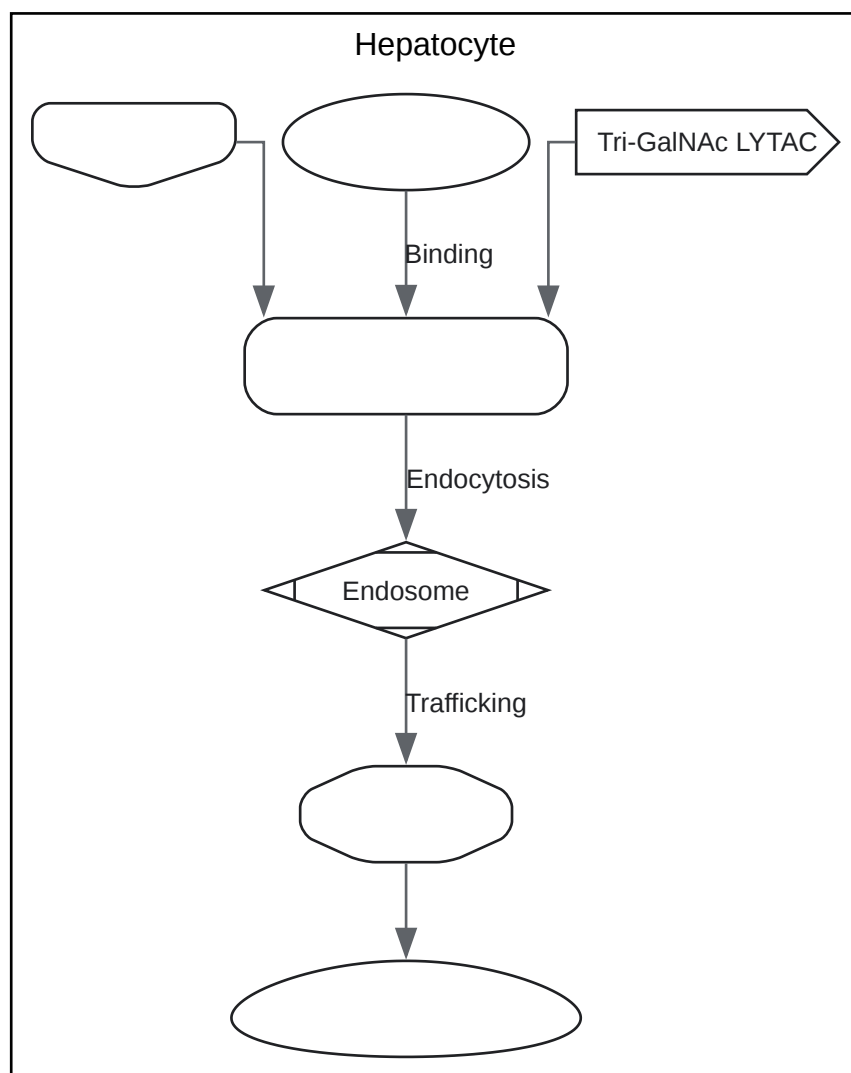 Hepatocyte
Tri-GalNAc LYTAC
Binding
Endocytosis
Endosome
Trafficking